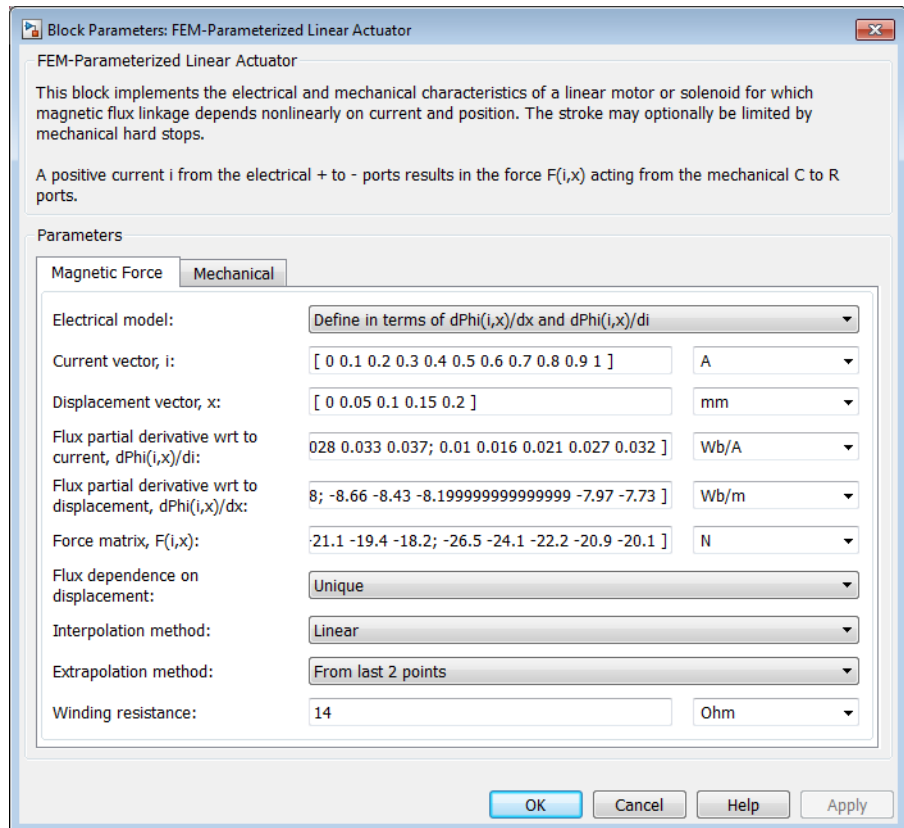 Block Parameters: FEM-Parameterized Linear Actuator
FEM-Parameterized Linear Actuator
This block implements the electrical and mechanical characteristics of a linear motor or solenoid for which
magnetic flux linkage depends nonlinearly on current and position. The stroke may optionally be limited by
mechanical hard stops.
A positive current i from the electrical + to - ports results in the force F(i,x) acting from the mechanical C to R
ports.
Parameters
Magnetic Force Mechanical
Electrical model: Define in terms of dPhi(i,x)/dx and dPhi(i,x)/di
Current vector, i: [ 0 0.1 0.2 0.3 0.4 0.5 0.6 0.7 0.8 0.9 1 ] A
Displacement vector, x: [ 0 0.05 0.1 0.15 0.2 ] mm
Flux partial derivative wrt to
current, dPhi(i,x)/di: 028 0.033 0.037; 0.01 0.016 0.021 0.027 0.032 ] Wb/A
Flux partial derivative wrt to
displacement, dPhi(i,x)/dx: 8; -8.66 -8.43 -8.199999999999999 -7.97 -7.73 ] Wb/m
Force matrix, F(i,x): -21.1 -19.4 -18.2; -26.5 -24.1 -22.2 -20.9 -20.1 ] N
Flux dependence on
displacement: Unique
Interpolation method: Linear
Extrapolation method: From last 2 points
Winding resistance: 14 Ohm
OK Cancel Help Apply